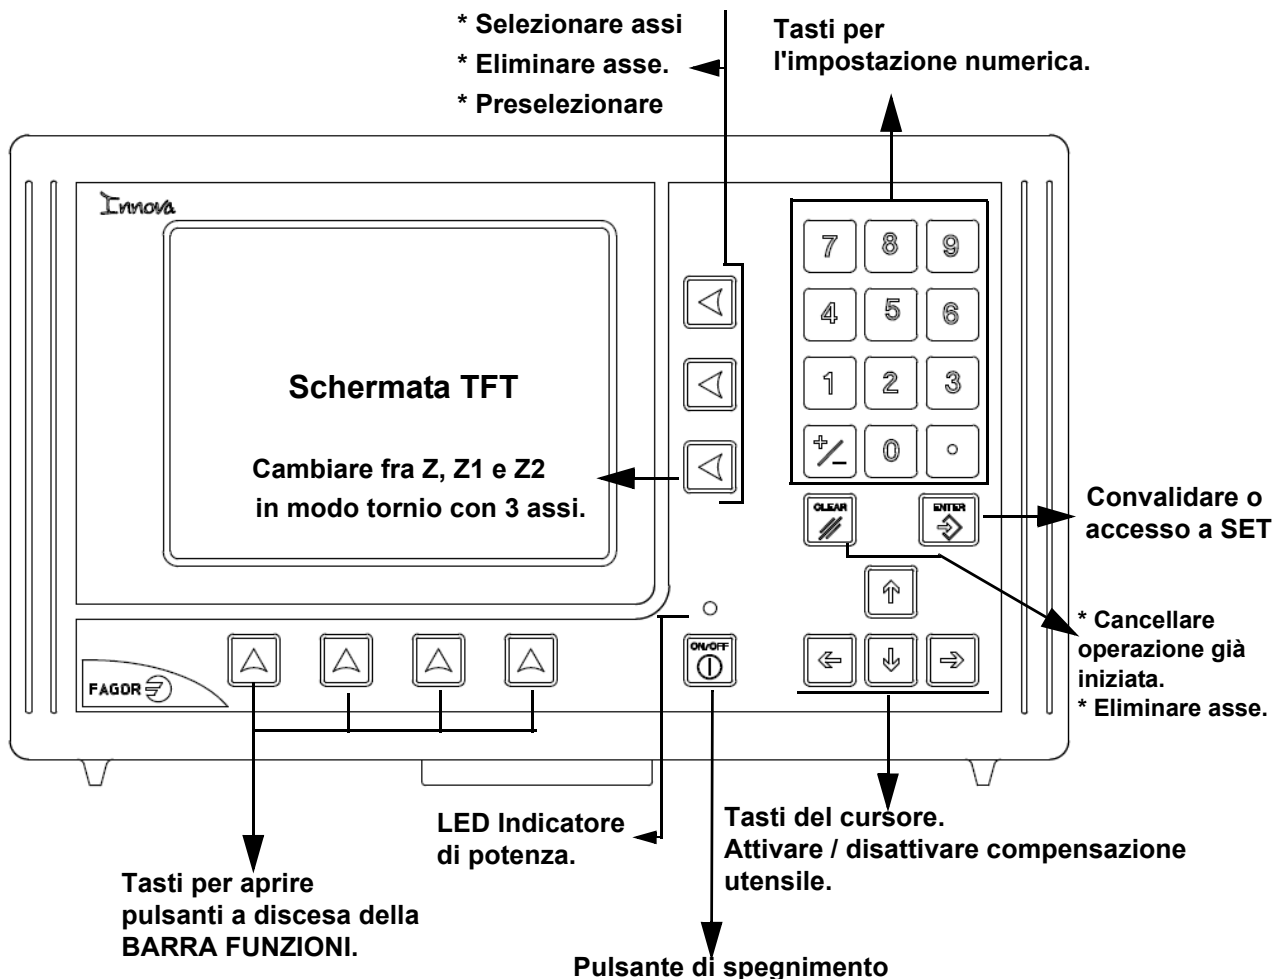 * Selezionare assi
* Eliminare asse.
* Preselezionare
Tasti per
l'impostazione numerica.
Innova
7 8 9
4 5 6
1 2 3
+/- 0 .
CLEAR
ENTER
Schermata TFT
Cambiare fra Z, Z1 e Z2
in modo tornio con 3 assi.
Convalidare o
accesso a SET
* Cancellare
operazione già
iniziata.
* Eliminare asse.
ON/OFF
FAGOR
LED Indicatore
di potenza.
Tasti del cursore.
Attivare / disattivare compensazione
utensile.
Tasti per aprire
pulsanti a discesa della
BARRA FUNZIONI.
Pulsante di spegnimento